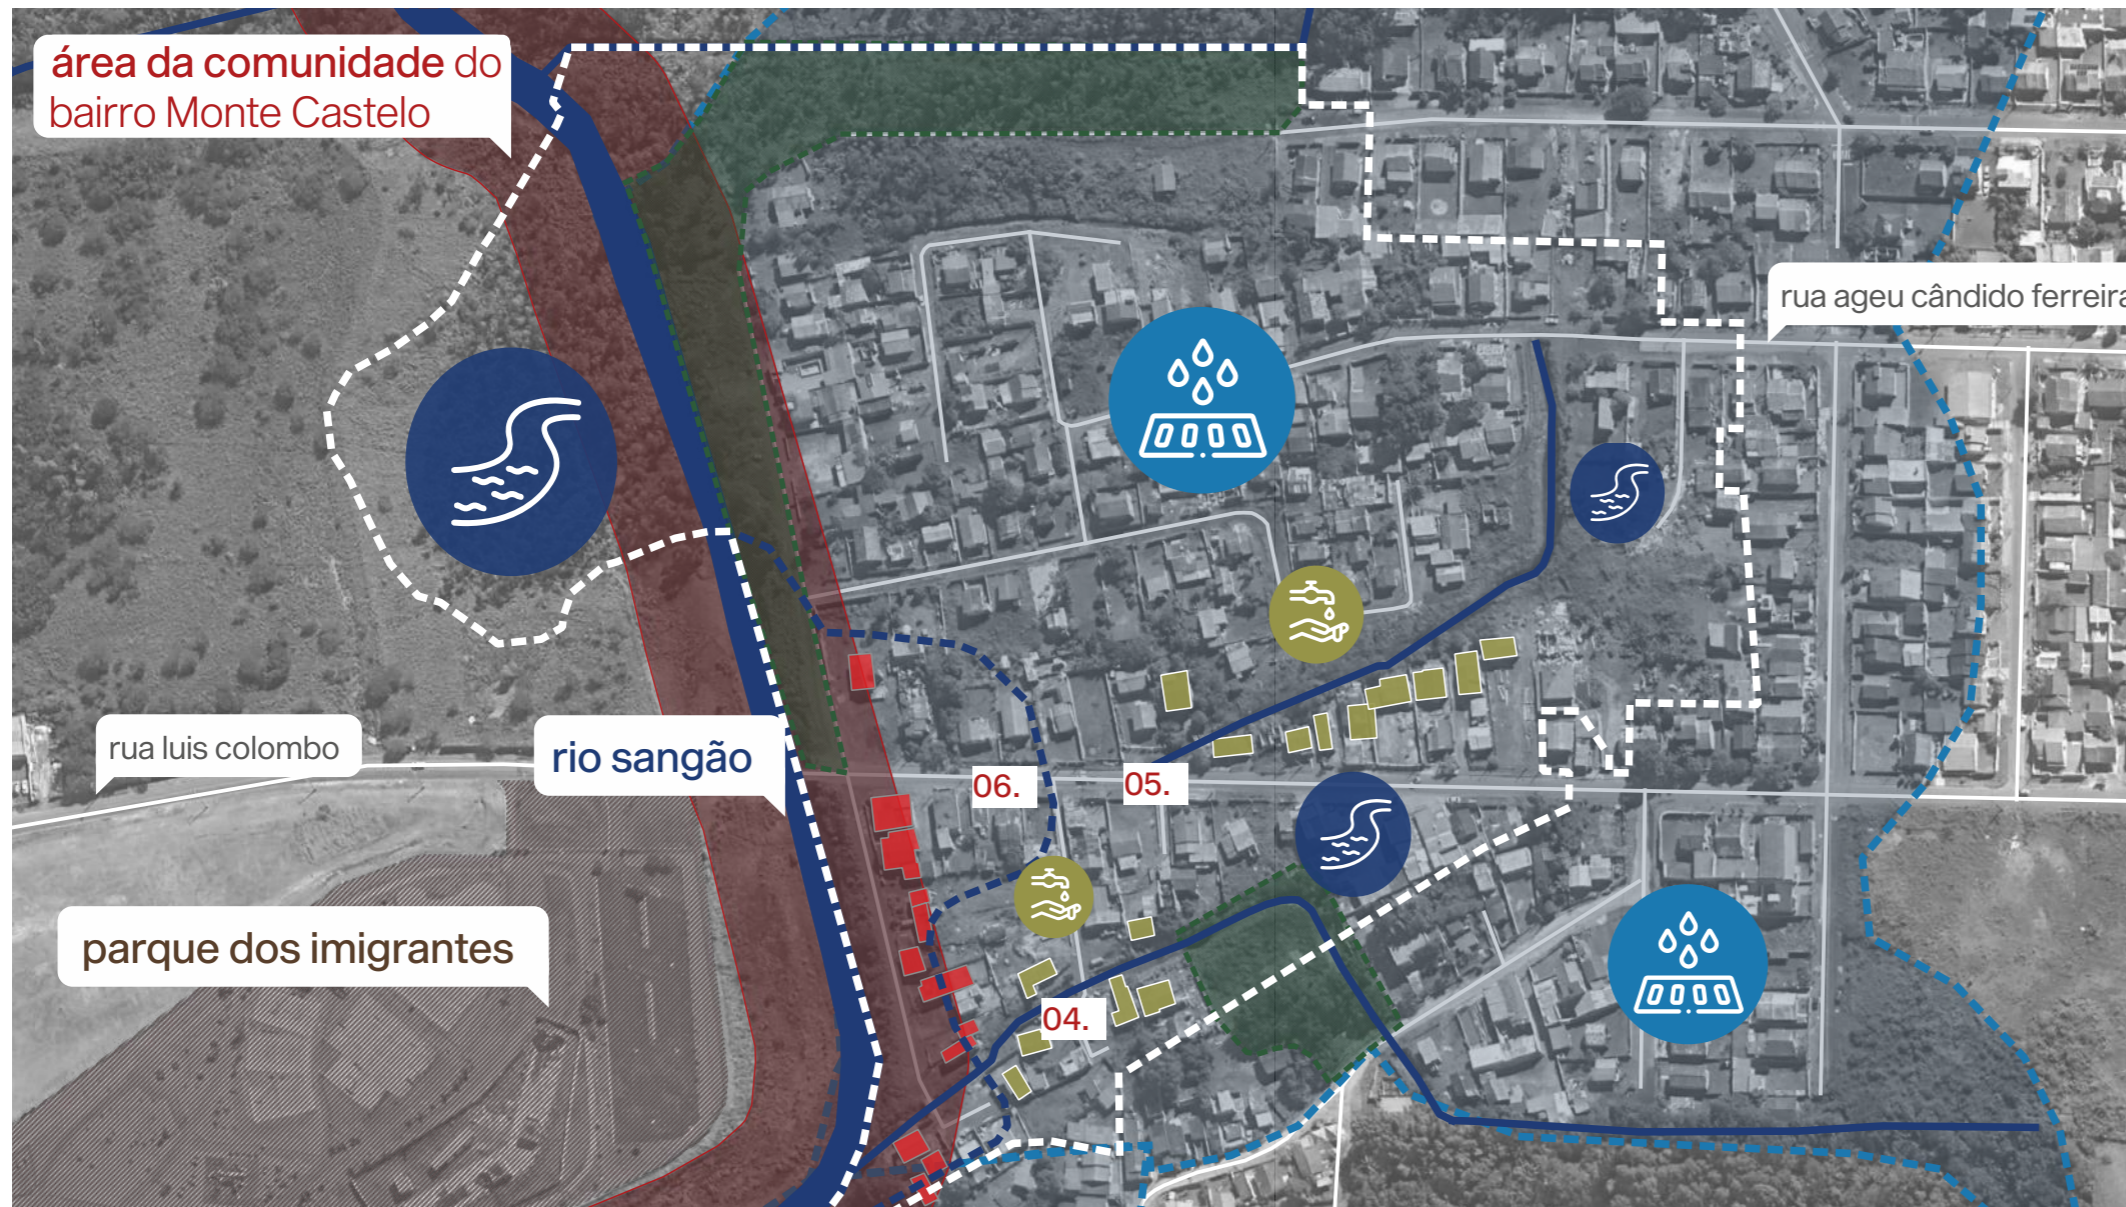 área da comunidade do
bairro Monte Castelo
rua ageu cândido ferreira
rua luis colombo
rio sangão
06.
05.
parque dos imigrantes
04.